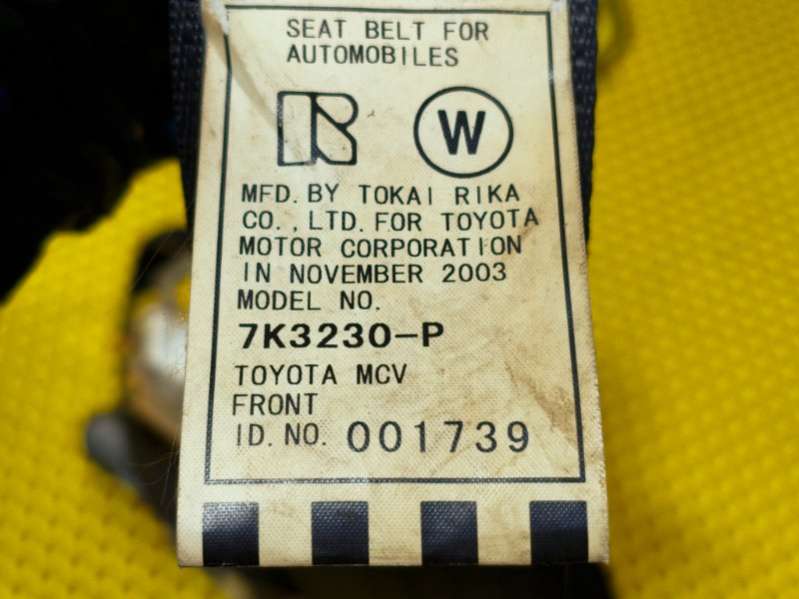 SEAT BELT FOR
AUTOMOBILES
R W
MFD. BY TOKAI RIKA
CO., LTD. FOR TOYOTA
MOTOR CORPORATION
IN NOVEMBER 2003
MODEL NO.
7K3230-P
TOYOTA MCV
FRONT
ID. NO. 001739